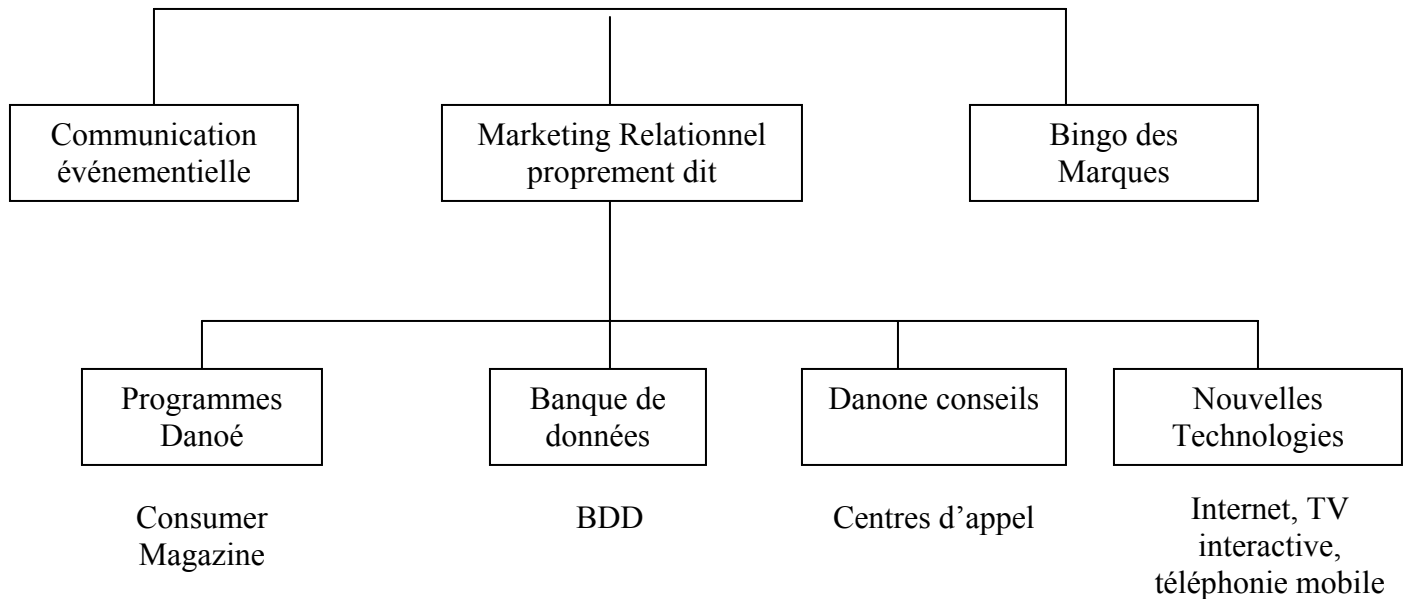 Communication
événementielle
Marketing Relationnel
proprement dit
Bingo des
Marques
Programmes
Danoé
Banque de
données
Danone conseils
Nouvelles
Technologies
Consumer
Magazine
BDD
Centres d’appel
Internet, TV
interactive,
téléphonie mobile